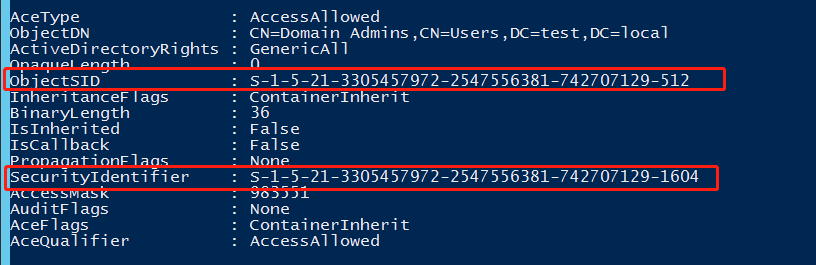 AceType : AccessAllowed
ObjectDN : CN=Domain Admins,CN=Users,DC=test,DC=local
ActiveDirectoryRights : GenericAll
OpaqueLength : 0
ObjectSID : S-1-5-21-3305457972-2547556381-742707129-512
InheritanceFlags : ContainerInherit
BinaryLength : 36
IsInherited : False
IsCallback : False
PropagationFlags : None
SecurityIdentifier : S-1-5-21-3305457972-2547556381-742707129-1604
AccessMask : 983551
AuditFlags : None
AceFlags : ContainerInherit
AceQualifier : AccessAllowed